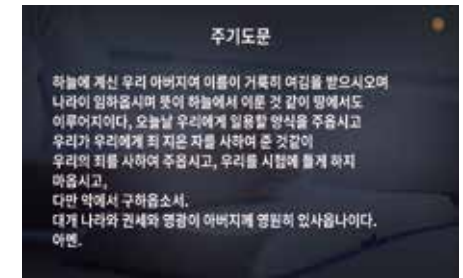 주기도문
하늘에 계신 우리 아버지여 이름이 거룩히 여김을 받으시오며
나라이 임하옵시며 뜻이 하늘에서 이룬 것 같이 땅에서도
이루어지이다, 오늘날 우리에게 일용할 양식을 주옵시고
우리가 우리에게 죄 지은 자를 사하여 준 것같이
우리의 죄를 사하여 주옵시고, 우리를 시험에 들게 하지
마옵시고,
다만 악에서 구하옵소서.
대개 나라와 권세와 영광이 아버지께 영원히 있사옵나이다.
아멘.